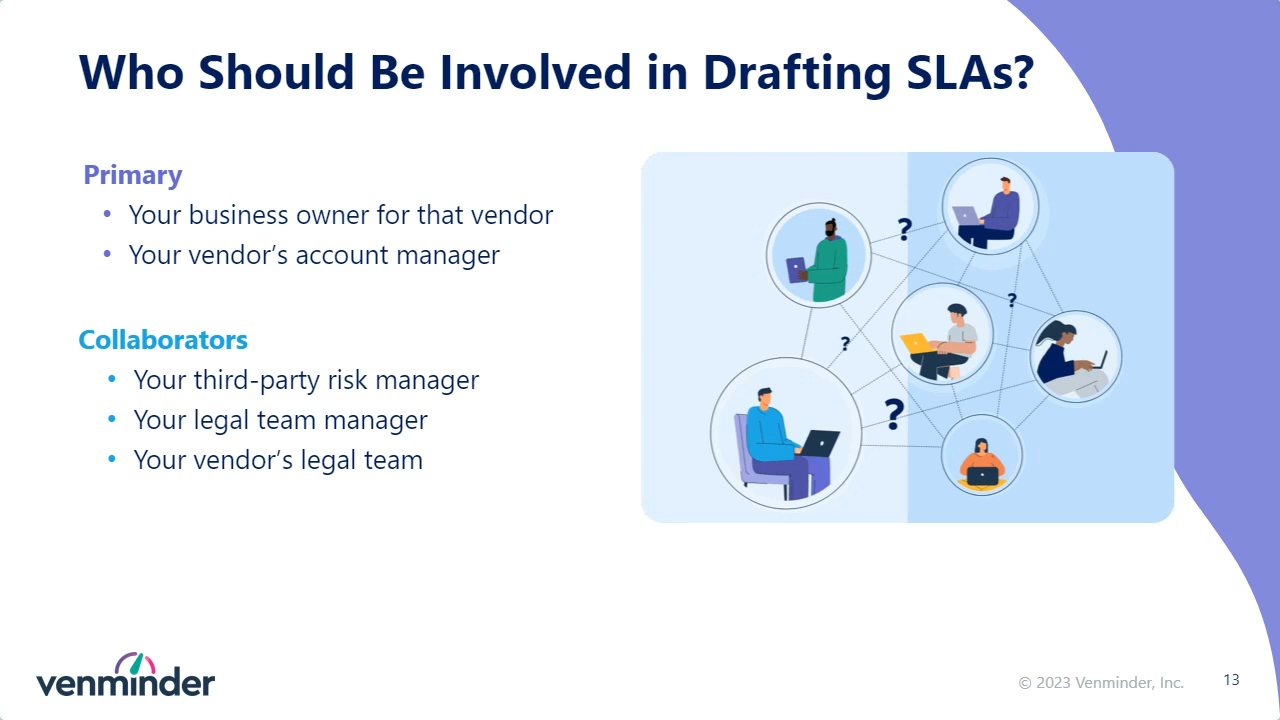 Who Should Be Involved in Drafting SLAs?
Primary
• Your business owner for that vendor
• Your vendor’s account manager
Collaborators
• Your third-party risk manager
• Your legal team manager
• Your vendor’s legal team
?
?
?
?
venminder
© 2023 Venminder, Inc.
13